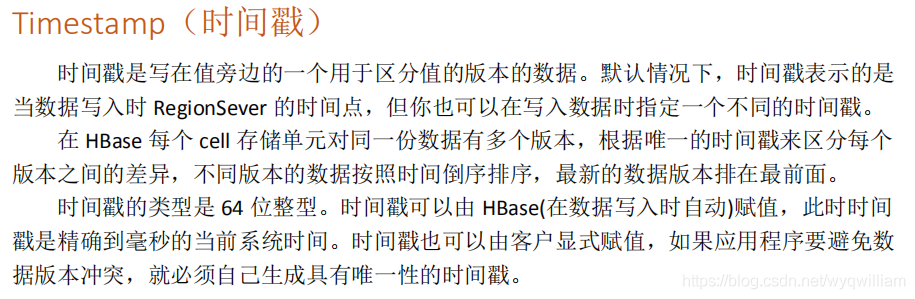 Timestamp（时间戳）
时间戳是写在值旁边的一个用于区分值的版本的数据。默认情况下，时间戳表示的是
当数据写入时 RegionSever 的时间点，但你也可以在写入数据时指定一个不同的时间戳。
在 HBase 每个 cell 存储单元对同一份数据有多个版本，根据唯一的时间戳来区分每个
版本之间的差异，不同版本的数据按照时间倒序排序，最新的数据版本排在最前面。
时间戳的类型是 64 位整型。时间戳可以由 HBase(在数据写入时自动)赋值，此时时间
戳是精确到毫秒的当前系统时间。时间戳也可以由客户显式赋值，如果应用程序要避免数
据版本冲突，就必须自己生成具有唯一性的时间戳。
https://blog.csdn.net/wyqwilliam